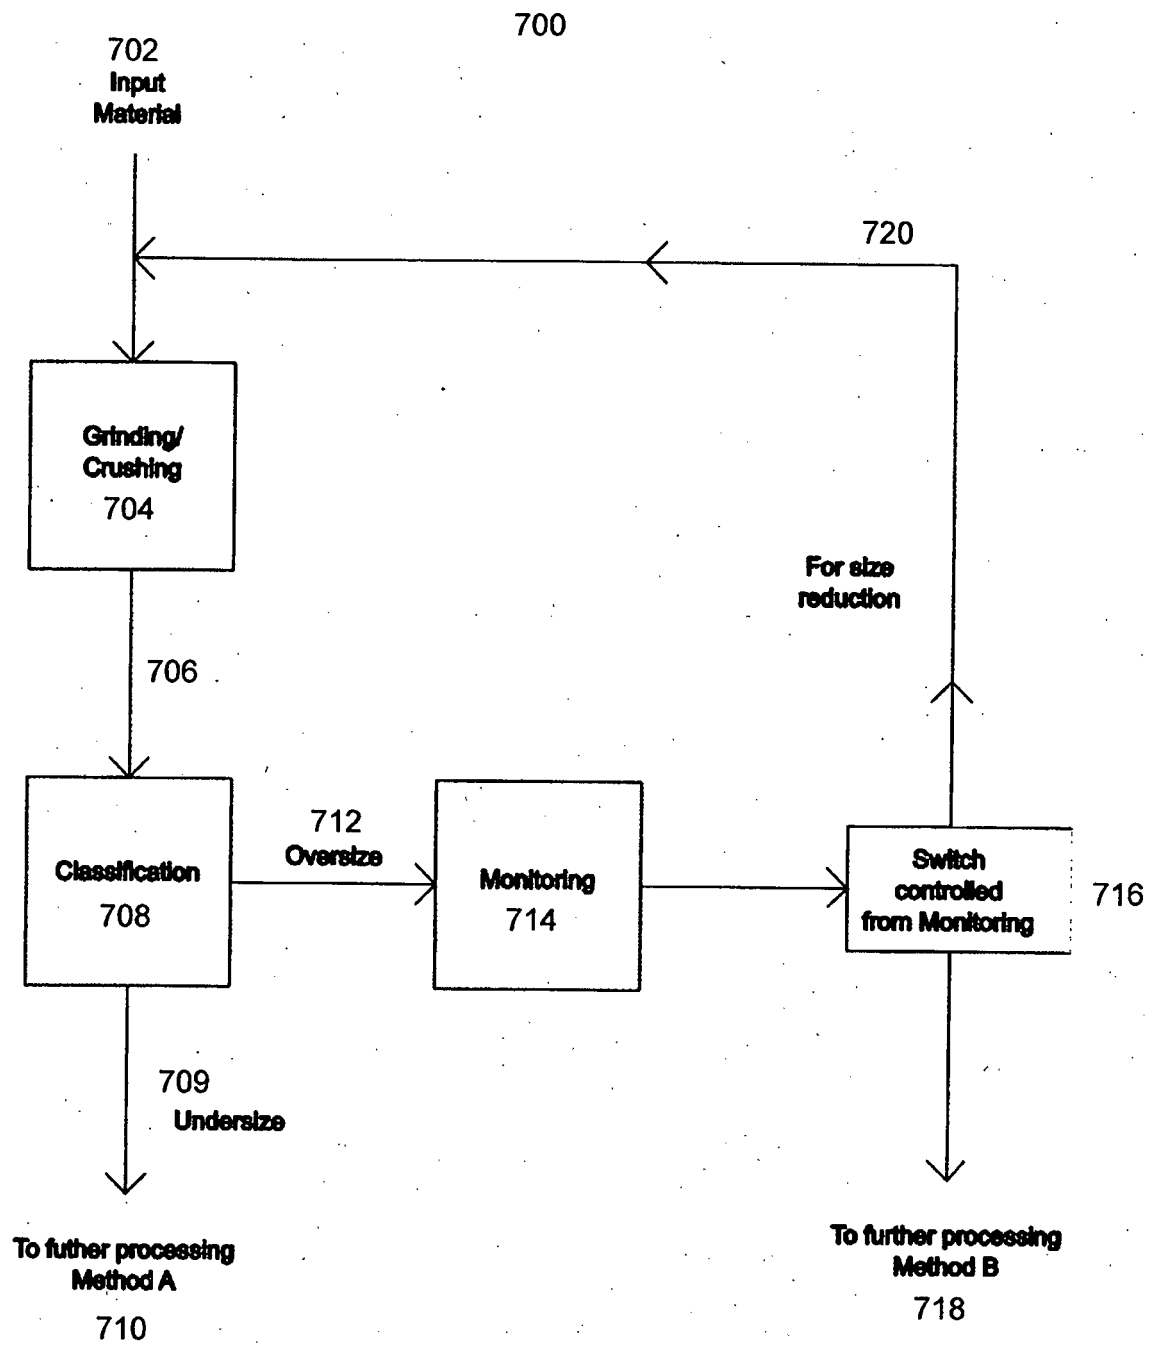 700
702
Input
Material
720
Grinding/
Crushing
704
For size
reduction
706
712
Oversize
Classification
708
Monitoring
714
Switch
controlled
from Monitoring
716
709
Undersize
To futher processing
Method A
710
To further processing
Method B
718